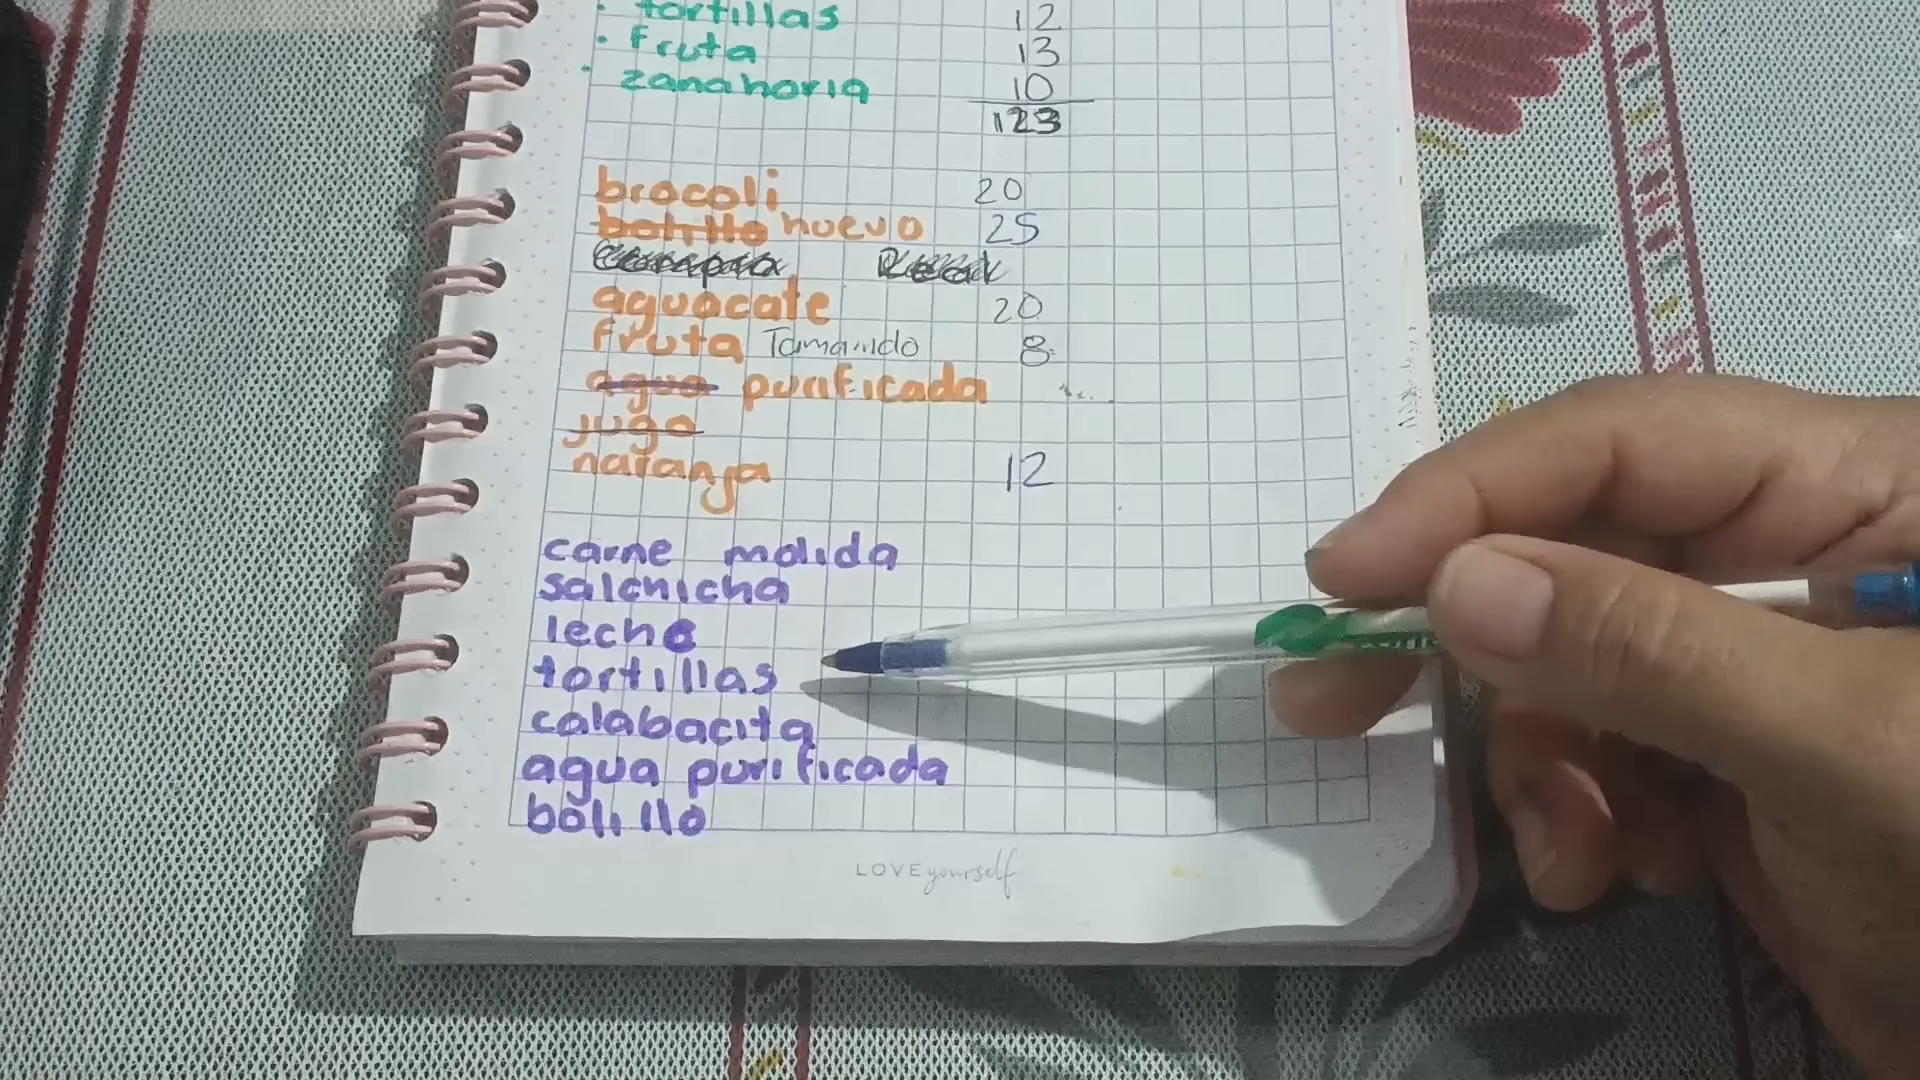 · tortillas 12
· fruta 13
· zanahoria 10
123
brocoli 20
bolillo huevo 25
aguacate 20
fruta Tomando 8
agua purificada
jugo
naranja 12
carne molida
salchicha
leche
tortillas
calabacita
agua purificada
bolillo
LOVE yourself